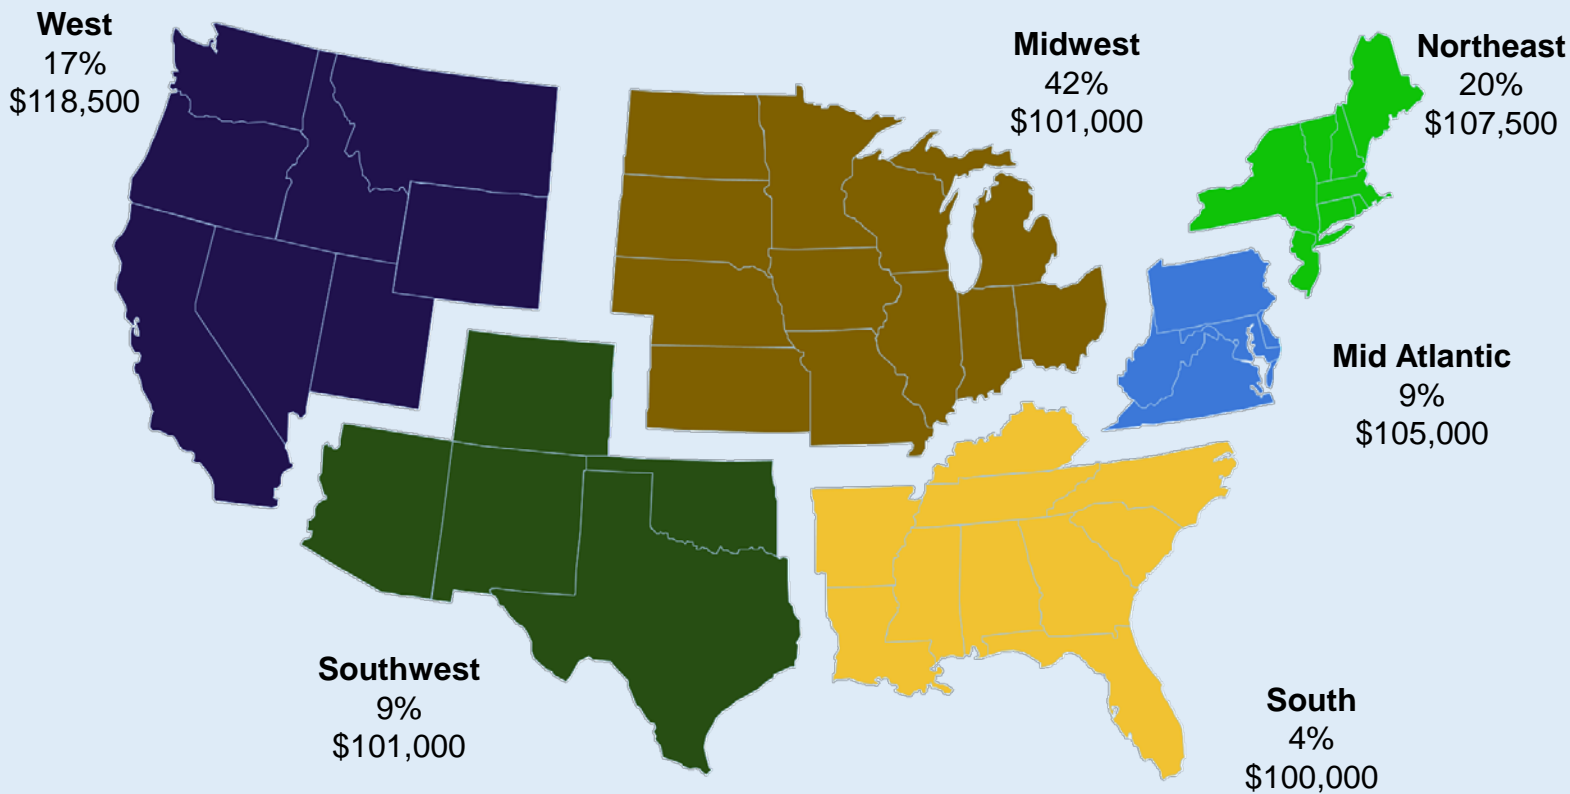 West
17%
$118,500
Midwest
42%
$101,000
Northeast
20%
$107,500
Mid Atlantic
9%
$105,000
Southwest
9%
$101,000
South
4%
$100,000